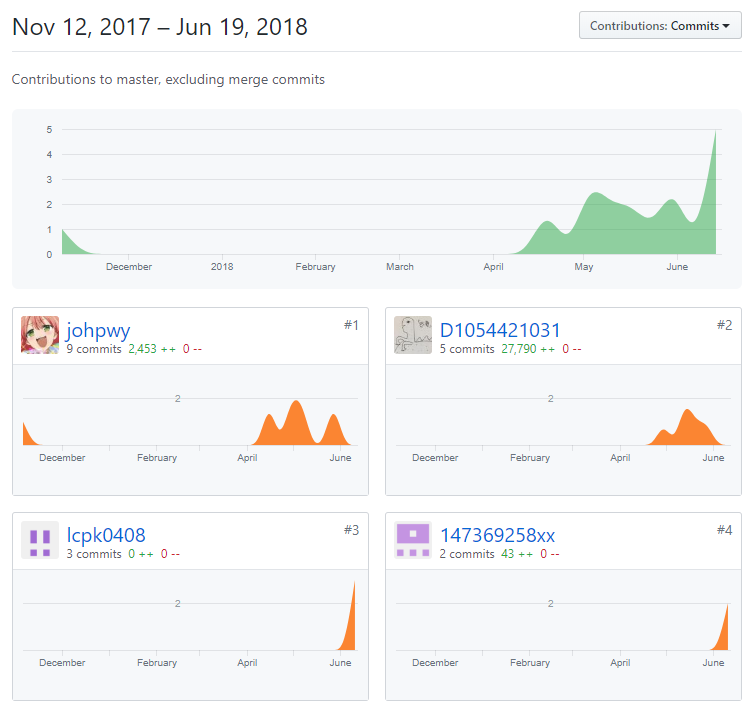 Nov 12, 2017 – Jun 19, 2018
Contributions: Commits
Contributions to master, excluding merge commits
5
4
3
2
1
0
December 2018 February March April May June
johpwy #1
9 commits 2,453 ++ 0 --
2
December February April June
D1054421031 #2
5 commits 27,790 ++ 0 --
2
December February April June
lcpk0408 #3
3 commits 0 ++ 0 --
2
December February April June
147369258xx #4
2 commits 43 ++ 0 --
2
December February April June